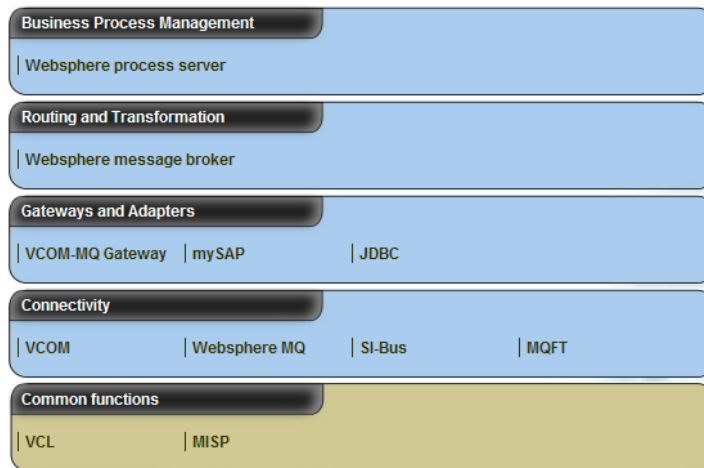 Business Process Management
Websphere process server
Routing and Transformation
Websphere message broker
Gateways and Adapters
VCOM-MQ Gateway mySAP JDBC
Connectivity
VCOM Websphere MQ SI-Bus MQFT
Common functions
VCL MISP